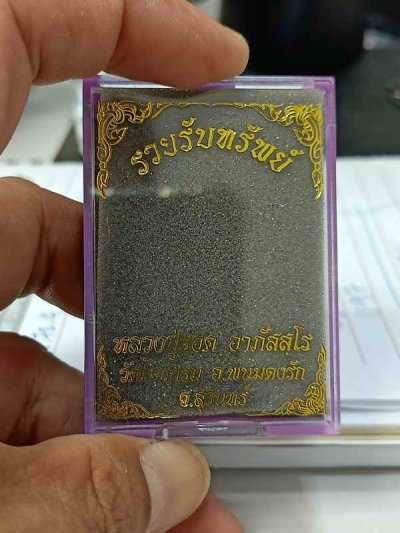 รวยรับทรัพย์
หลวงปู่รอด อาภัสสฺโร
อ.พนมดงรัก
จ.สุรินทร์